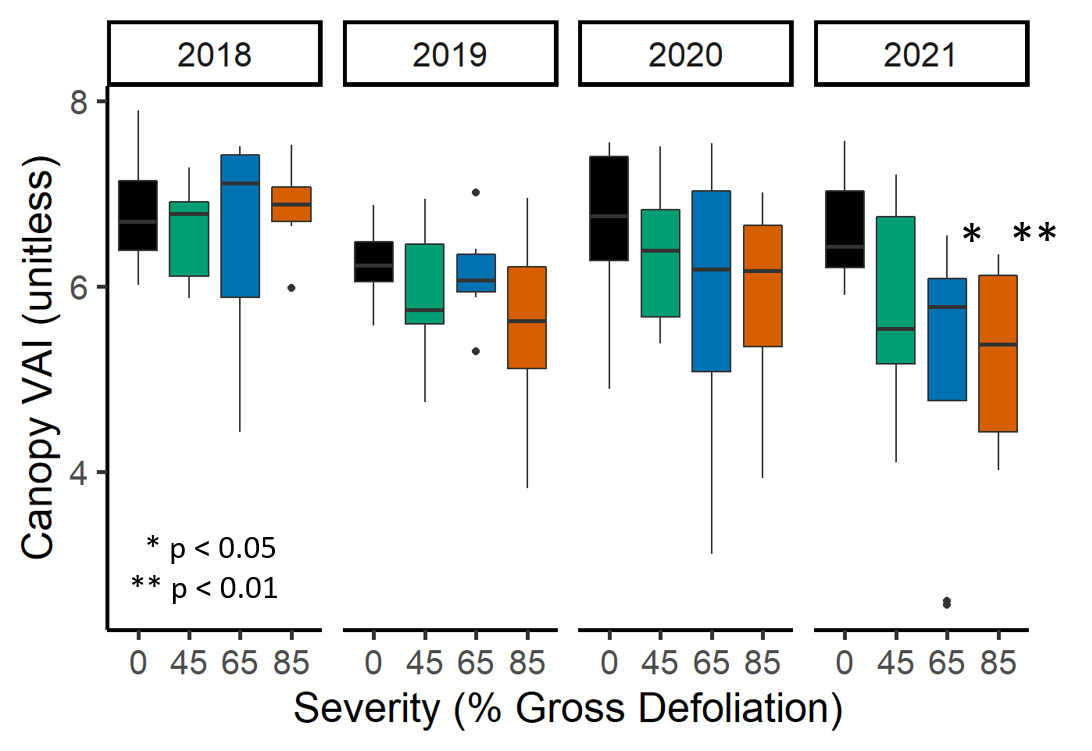 2018 2019 2020 2021
8
6
4
Canopy VAI (unitless)
* **
* p < 0.05
** p < 0.01
0 45 65 85 0 45 65 85 0 45 65 85 0 45 65 85
Severity (% Gross Defoliation)